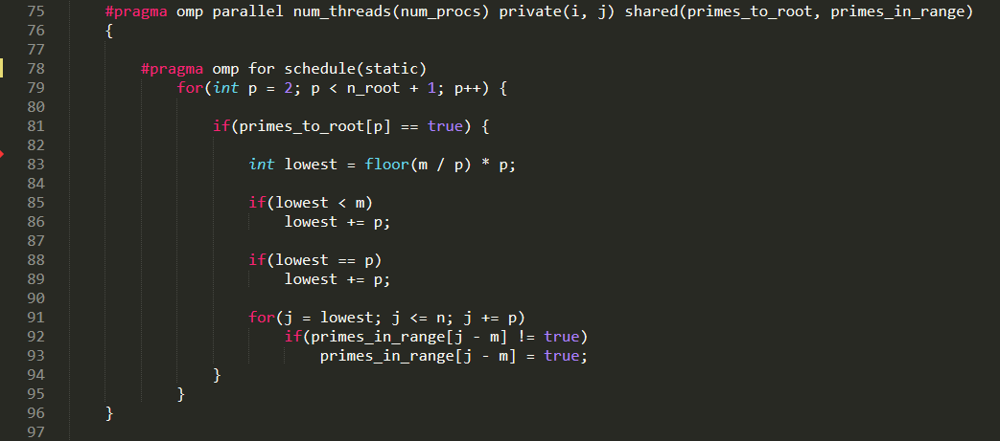 75 #pragma omp parallel num_threads(num_procs) private(i, j) shared(primes_to_root, primes_in_range)
76 {
77
78 #pragma omp for schedule(static)
79 for(int p = 2; p < n_root + 1; p++) {
80
81 if(primes_to_root[p] == true) {
82
83 int lowest = floor(m / p) * p;
84
85 if(lowest < m)
86 lowest += p;
87
88 if(lowest == p)
89 lowest += p;
90
91 for(j = lowest; j <= n; j += p)
92 if(primes_in_range[j - m] != true)
93 primes_in_range[j - m] = true;
94 }
95 }
96 }
97